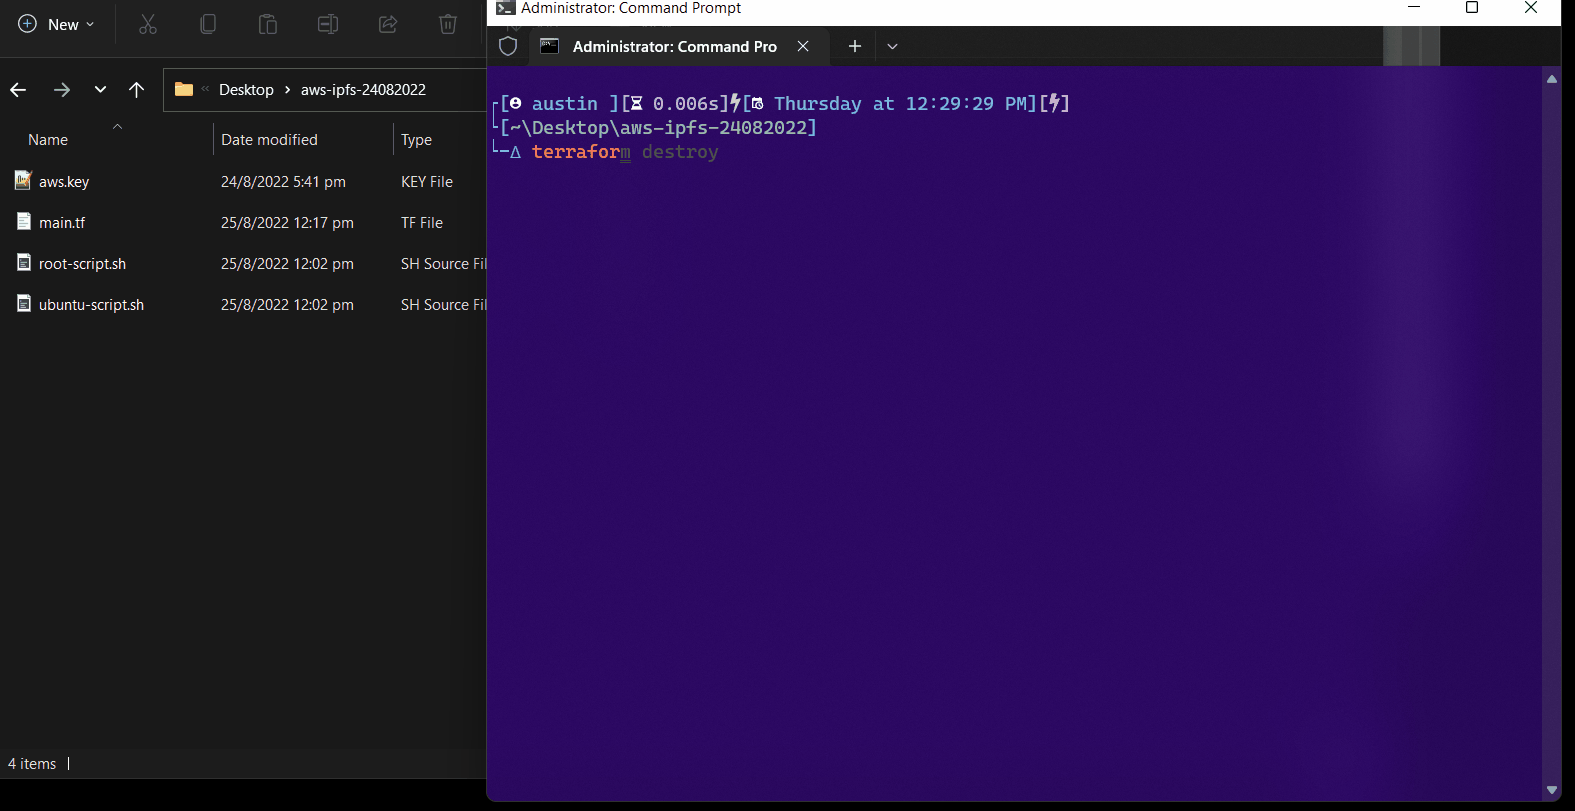 New
Desktop › aws-ipfs-24082022
Name Date modified Type
aws.key 24/8/2022 5:41 pm KEY File
main.tf 25/8/2022 12:17 pm TF File
root-script.sh 25/8/2022 12:02 pm SH Source Fil
ubuntu-script.sh 25/8/2022 12:02 pm SH Source Fil
4 items
Administrator: Command Prompt
Administrator: Command Pro
[ austin ][ 0.006s]⚡[ Thursday at 12:29:29 PM][⚡]
[~\Desktop\aws-ipfs-24082022]
Δ terraform destroy